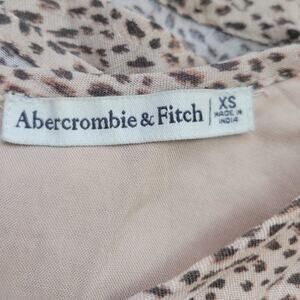 Abercrombie & Fitch
XS
MADE IN
INDIA